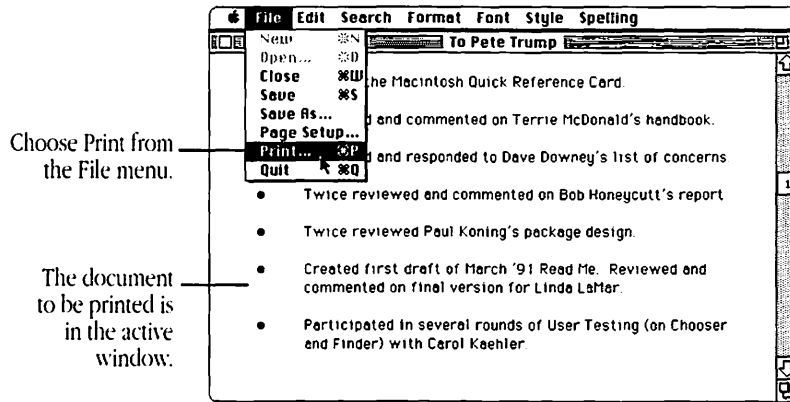 File Edit Search Format Font Style Spelling
To Pete Trump
New ⌘N
Open... ⌘O
Close ⌘W
Save ⌘S
Save As...
Page Setup...
Print... ⌘P
Quit ⌘Q
he Macintosh Quick Reference Card.
d and commented on Terrie McDonald's handbook.
d and responded to Dave Downey's list of concerns.
• Twice reviewed and commented on Bob Honeycutt's report
• Twice reviewed Paul Koning's package design.
• Created first draft of March '91 Read Me. Reviewed and
commented on final version for Linda LaMar.
• Participated in several rounds of User Testing (on Chooser
and Finder) with Carol Kaehler.
1
Choose Print from
the File menu.
The document
to be printed is
in the active
window.